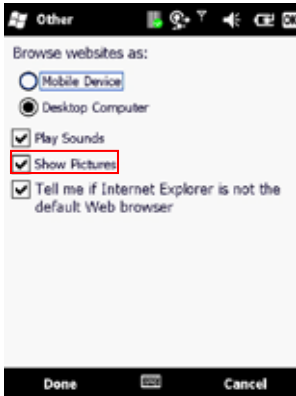 Other
OK
Browse websites as:
Mobile Device
Desktop Computer
Play Sounds
Show Pictures
Tell me if Internet Explorer is not the
default Web browser
Done
Cancel